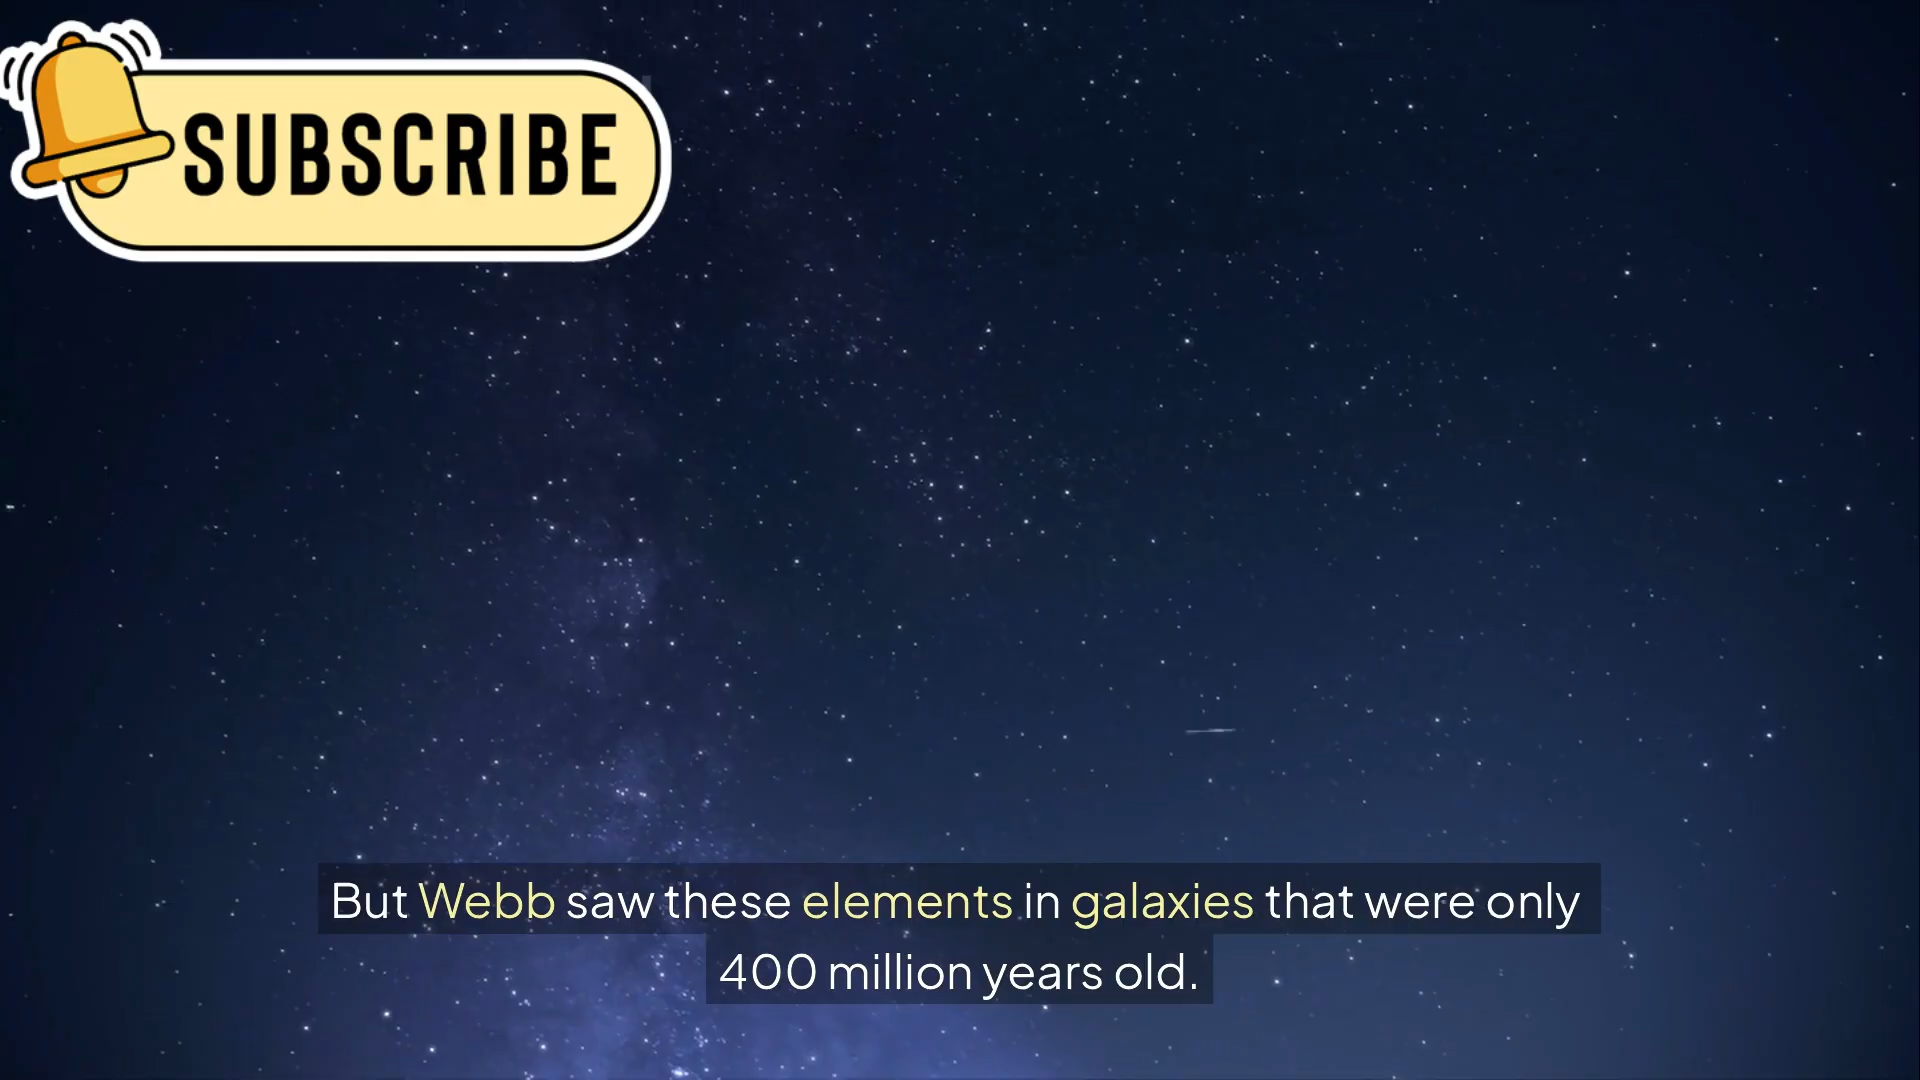 SUBSCRIBE
But Webb saw these elements in galaxies that were only
400 million years old.